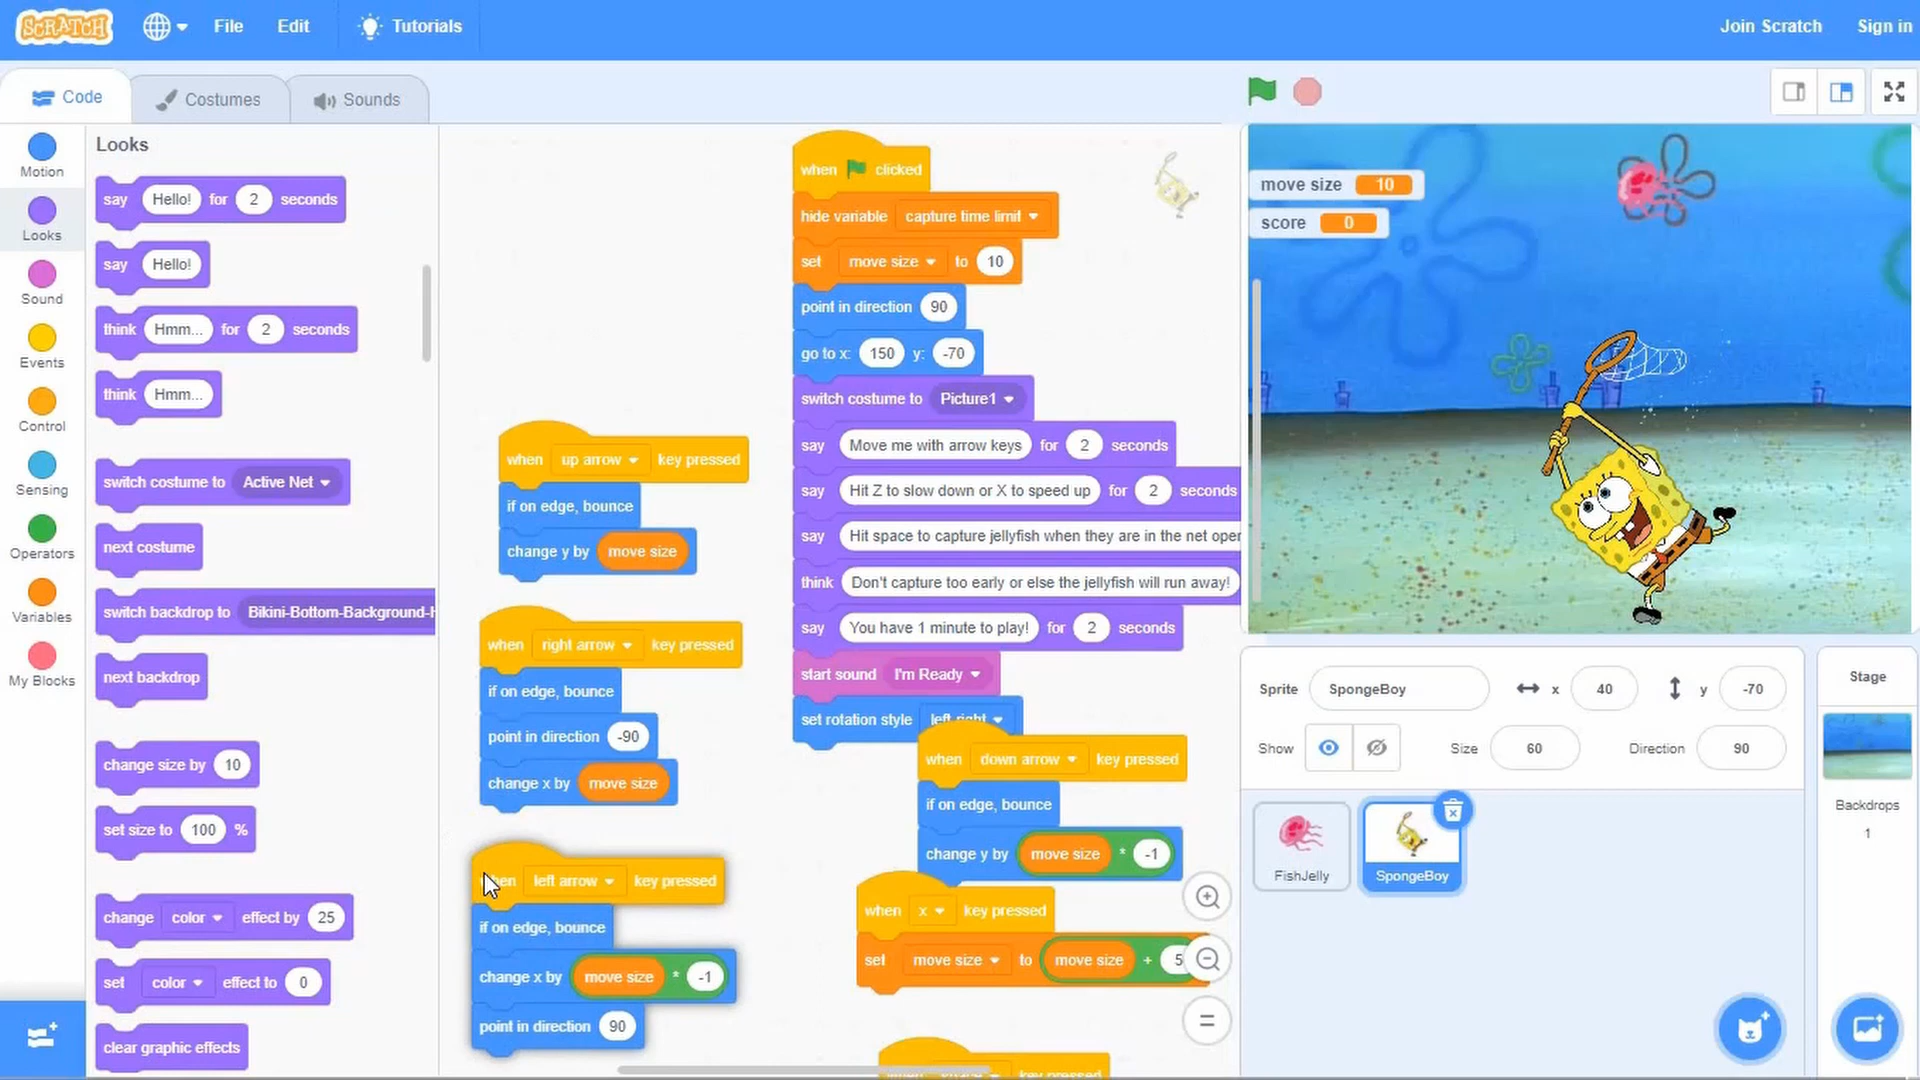 SCRATCH File Edit Tutorials Join Scratch Sign in
Code Costumes Sounds
Motion
Looks
Sound
Events
Control
Sensing
Operators
Variables
My Blocks
Looks
say Hello! for 2 seconds
say Hello!
think Hmm... for 2 seconds
think Hmm...
switch costume to Active Net
next costume
switch backdrop to Bikini-Bottom-Background-
next backdrop
change size by 10
set size to 100 %
change color effect by 25
set color effect to 0
clear graphic effects
when up arrow key pressed
if on edge, bounce
change y by move size
when right arrow key pressed
if on edge, bounce
point in direction -90
change x by move size
when left arrow key pressed
if on edge, bounce
change x by move size * -1
point in direction 90
when clicked
hide variable capture time limit
set move size to 10
point in direction 90
go to x: 150 y: -70
switch costume to Picture1
say Move me with arrow keys for 2 seconds
say Hit Z to slow down or X to speed up for 2 seconds
say Hit space to capture jellyfish when they are in the net oper
think Don't capture too early or else the jellyfish will run away!
say You have 1 minute to play! for 2 seconds
start sound I'm Ready
set rotation style left-right
when down arrow key pressed
if on edge, bounce
change y by move size * -1
when x key pressed
set move size to move size + 5
key pressed
move size 10
score 0
Sprite SpongeBoy x 40 y -70
Show Size 60 Direction 90
FishJelly
SpongeBoy
Stage
Backdrops
1